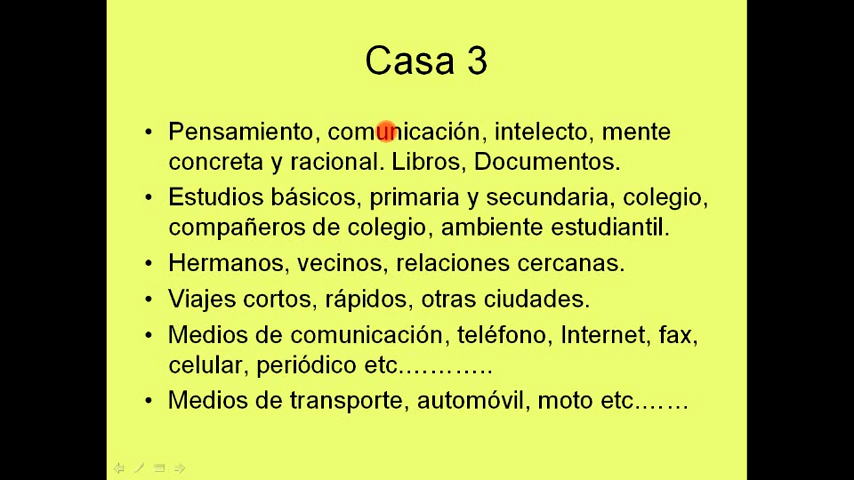 Casa 3
• Pensamiento, comunicación, intelecto, mente
concreta y racional. Libros, Documentos.
• Estudios básicos, primaria y secundaria, colegio,
compañeros de colegio, ambiente estudiantil.
• Hermanos, vecinos, relaciones cercanas.
• Viajes cortos, rápidos, otras ciudades.
• Medios de comunicación, teléfono, Internet, fax,
celular, periódico etc.………..
• Medios de transporte, automóvil, moto etc.……